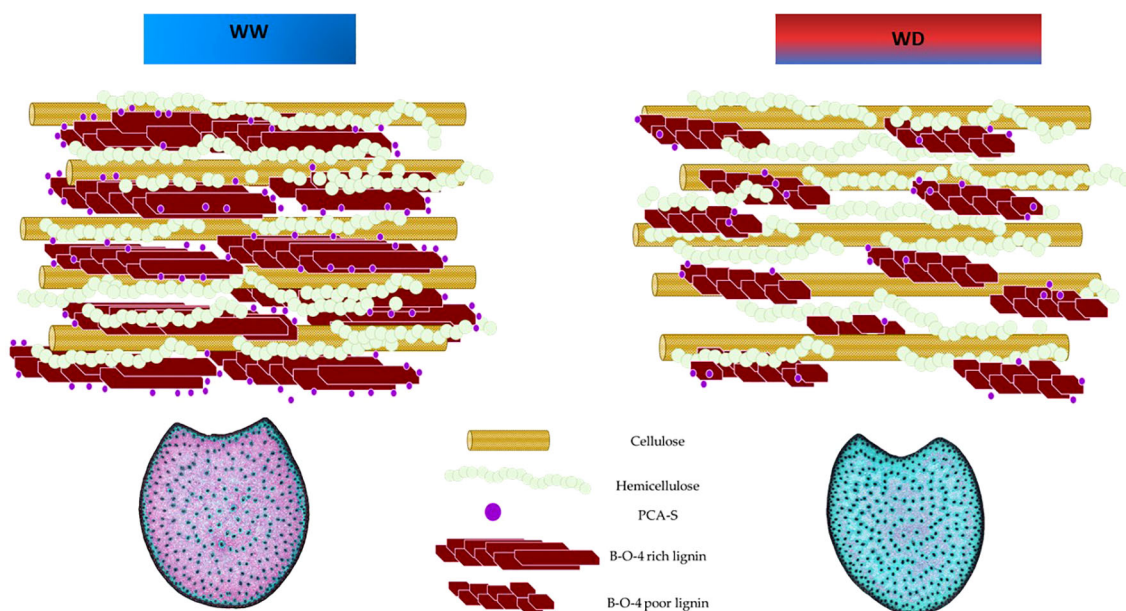 WW
WD
Cellulose
Hemicellulose
PCA-S
B-O-4 rich lignin
B-O-4 poor lignin